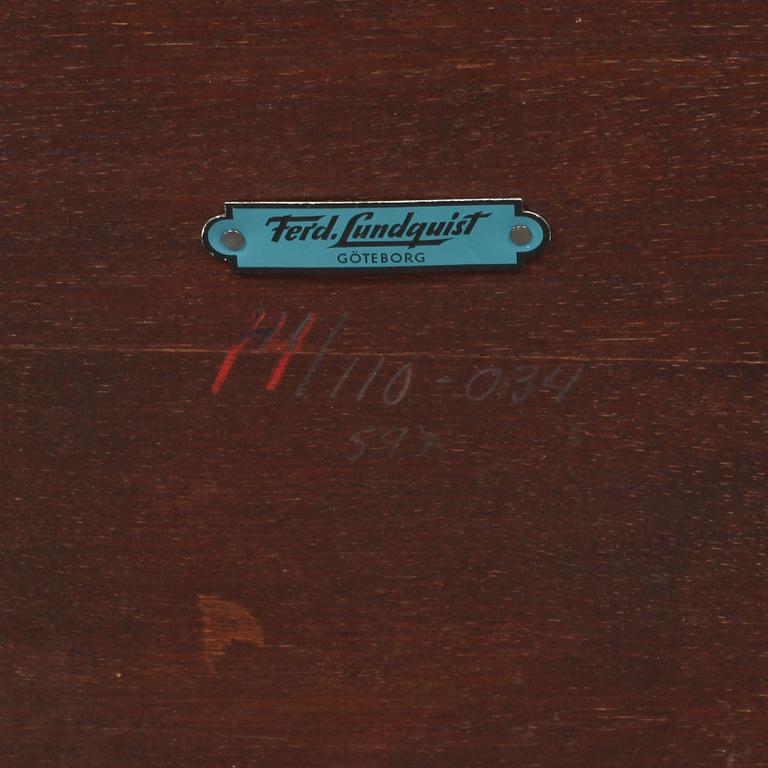 Ferd. Lundquist
GÖTEBORG
/110-034
597